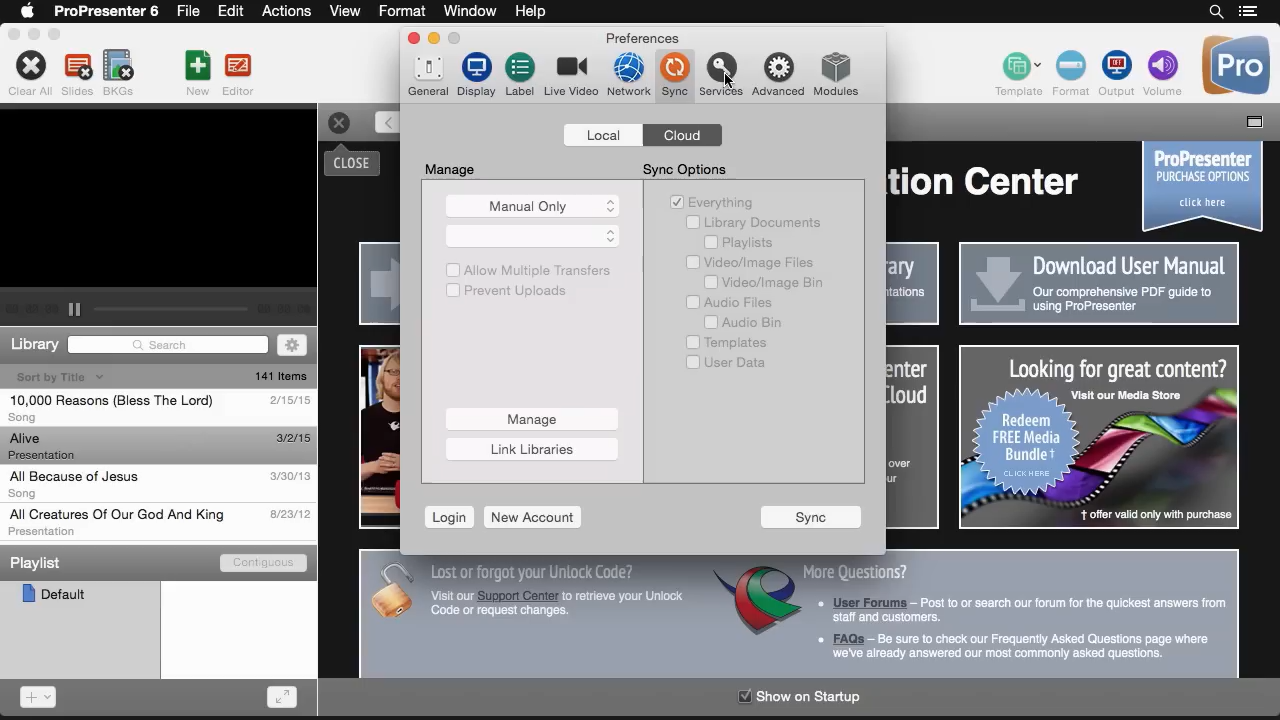 ProPresenter 6 File Edit Actions View Format Window Help
Preferences
Clear All Slides BKGs New Editor
General Display Label Live Video Network Sync Services Advanced Modules
Template Format Output Volume
Pro
Local Cloud
CLOSE
Manage
Sync Options
Manual Only
Allow Multiple Transfers
Prevent Uploads
Manage
Link Libraries
Everything
Library Documents
Playlists
Video/Image Files
Video/Image Bin
Audio Files
Audio Bin
Templates
User Data
Login New Account Sync
tion Center
ProPresenter
PURCHASE OPTIONS
click here
rary
ntations
Download User Manual
Our comprehensive PDF guide to
using ProPresenter
enter
Cloud
over
Looking for great content?
Visit our Media Store
Redeem
FREE Media
Bundle †
CLICK HERE
† offer valid only with purchase
Lost or forgot your Unlock Code?
Visit our Support Center to retrieve your Unlock
Code or request changes.
More Questions?
• User Forums – Post to or search our forum for the quickest answers from
staff and customers.
• FAQs – Be sure to check our Frequently Asked Questions page where
we've already answered our most commonly asked questions.
Show on Startup
Library Search
Sort by Title 141 Items
10,000 Reasons (Bless The Lord) 2/15/15
Song
Alive 3/2/15
Presentation
All Because of Jesus 3/30/13
Song
All Creatures Of Our God And King 8/23/12
Presentation
Playlist Contiguous
Default